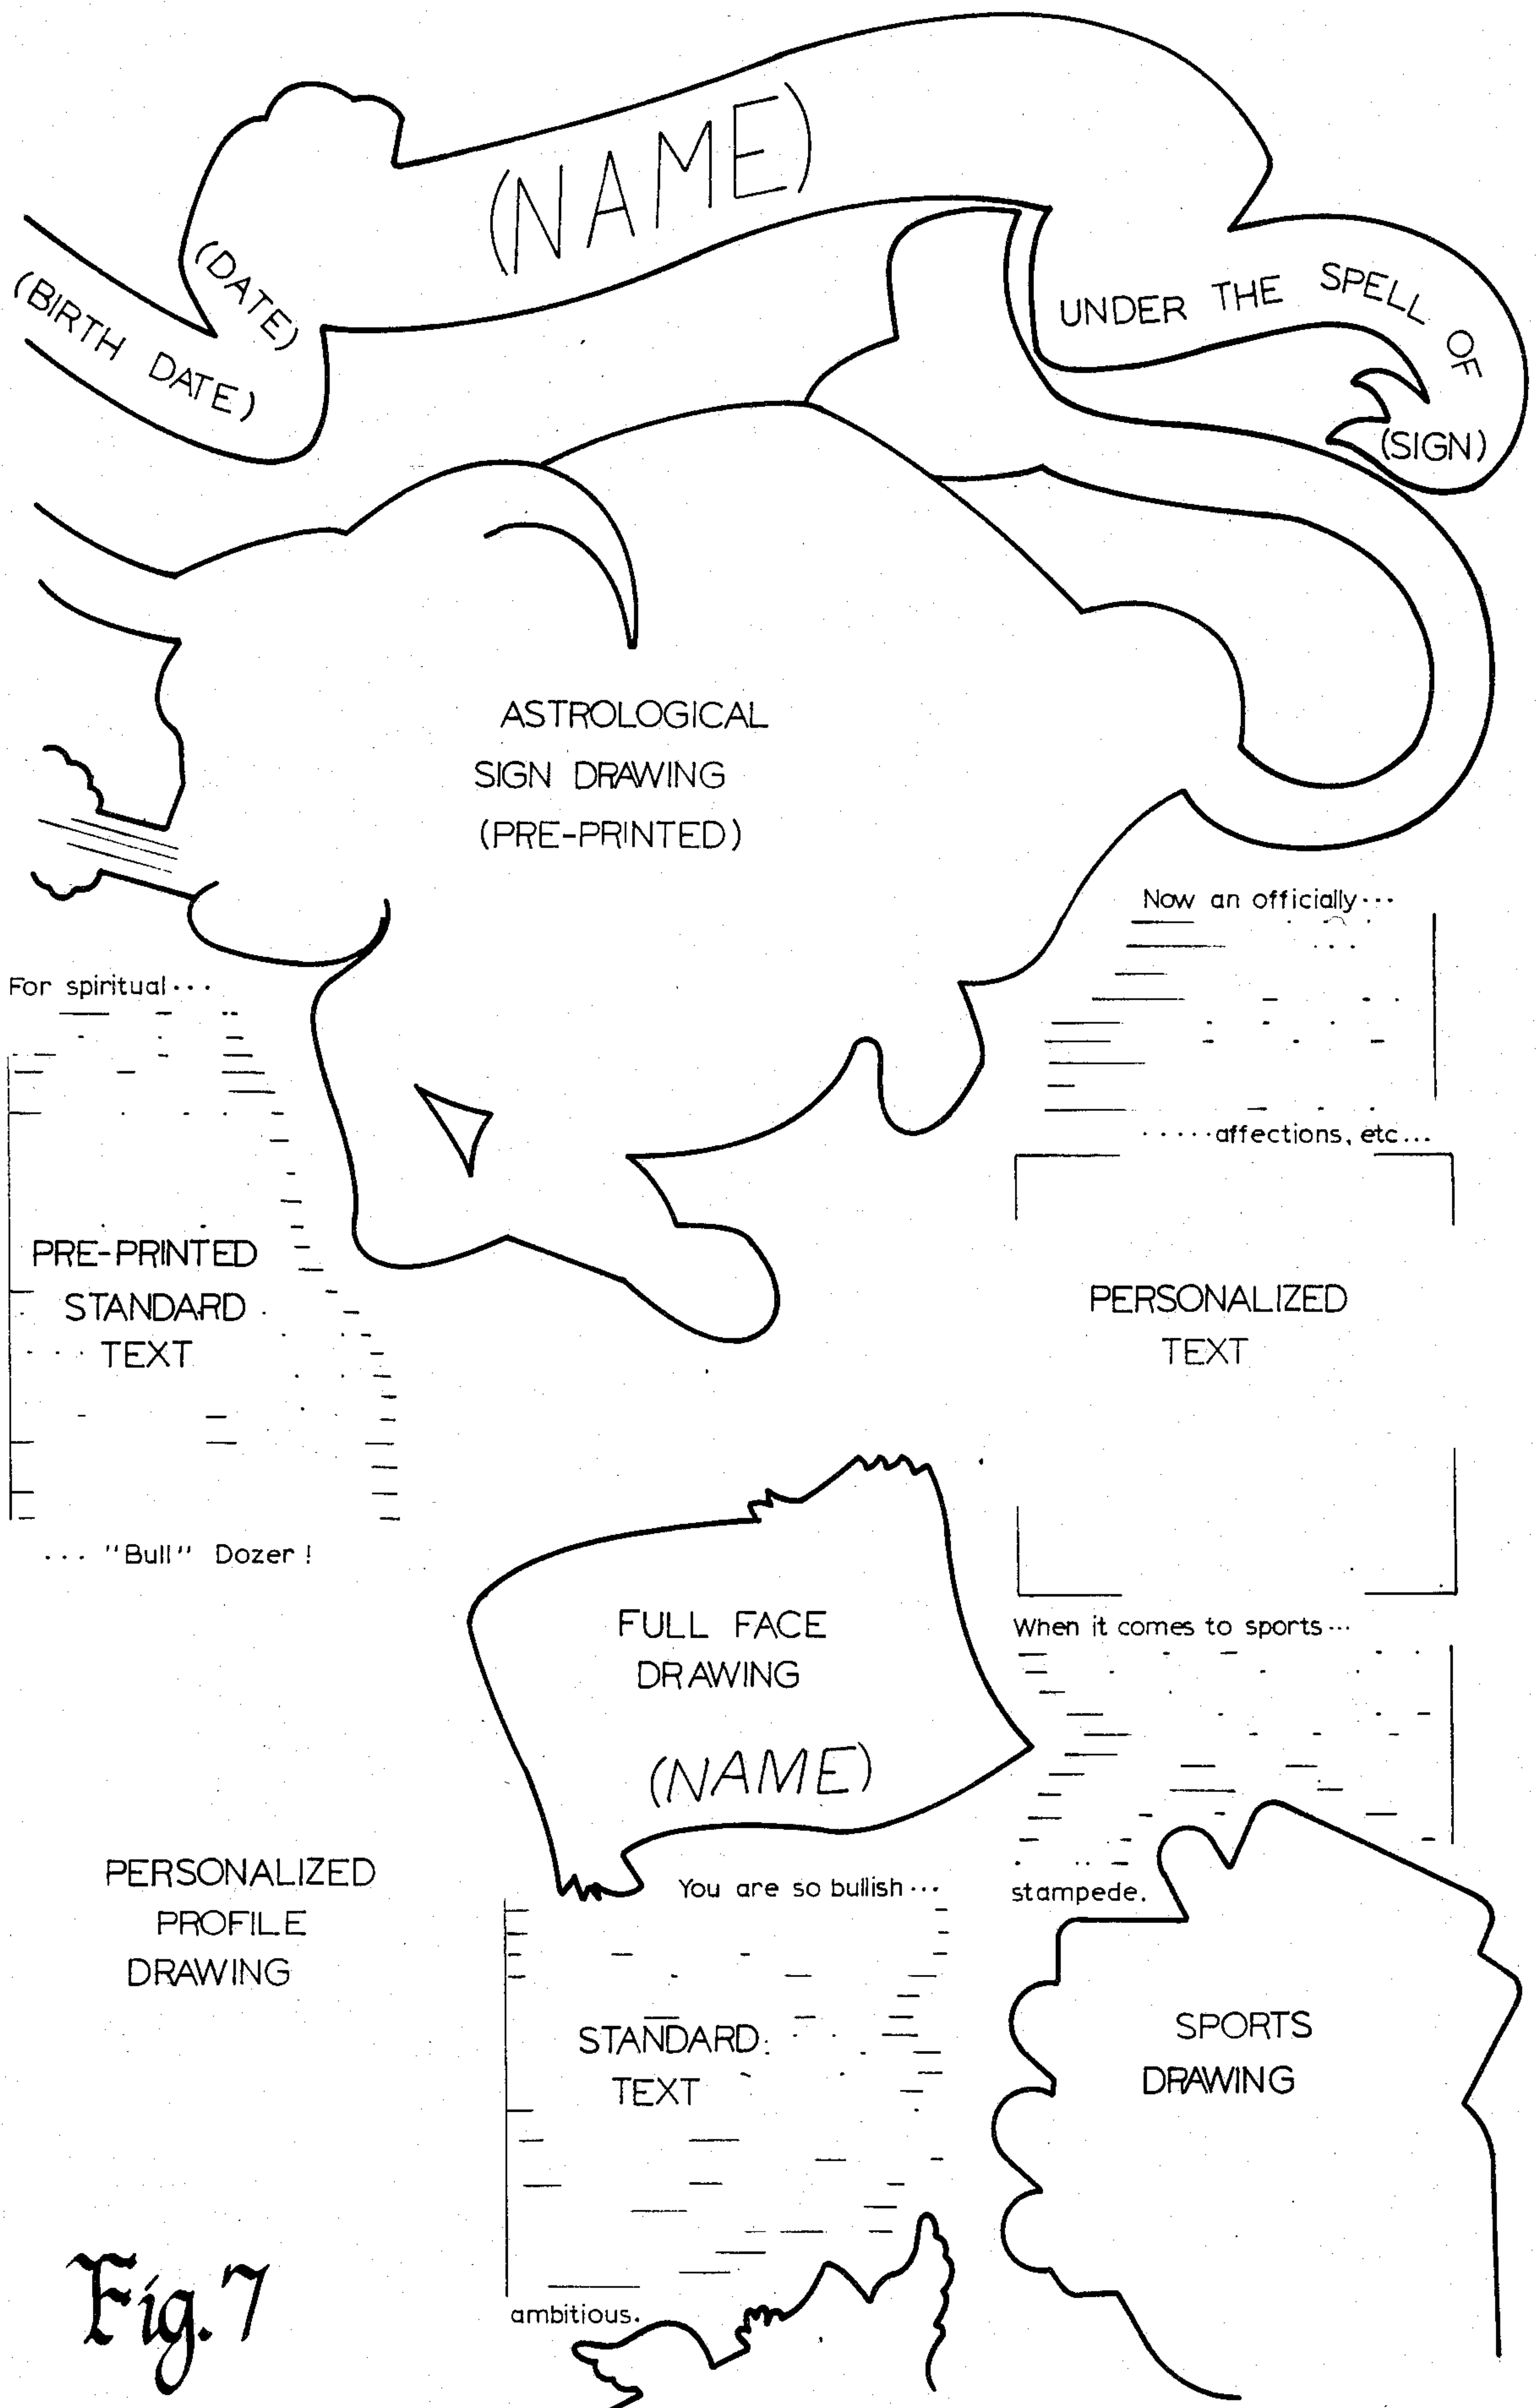 (NAME)
(DATE)
(BIRTH DATE)
UNDER THE SPELL OF
(SIGN)
ASTROLOGICAL
SIGN DRAWING
(PRE-PRINTED)
Now an officially...
.....affections, etc...
For spiritual...
PRE-PRINTED
STANDARD
... TEXT
... "Bull" Dozer!
PERSONALIZED
TEXT
FULL FACE
DRAWING
(NAME)
When it comes to sports...
stampede.
PERSONALIZED
PROFILE
DRAWING
You are so bullish...
STANDARD
TEXT
ambitious.
SPORTS
DRAWING
Fig. 7